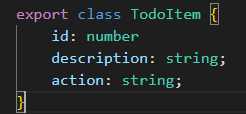 export class TodoItem {
    id: number
    description: string;
    action: string;
}